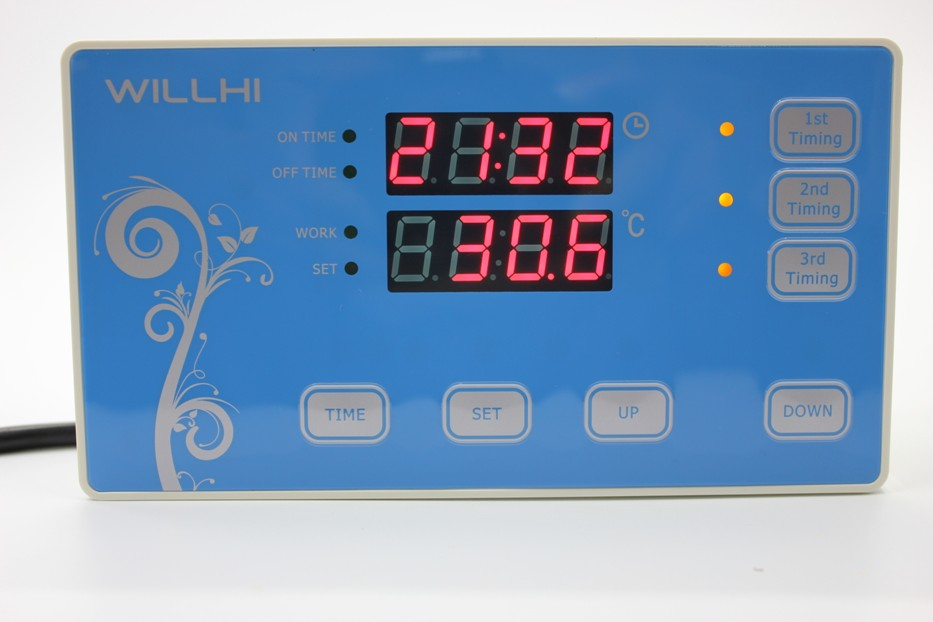 WILLHI
ON TIME
21:32
1st
Timing
OFF TIME
2nd
Timing
WORK
30.6
°C
SET
3rd
Timing
TIME
SET
UP
DOWN